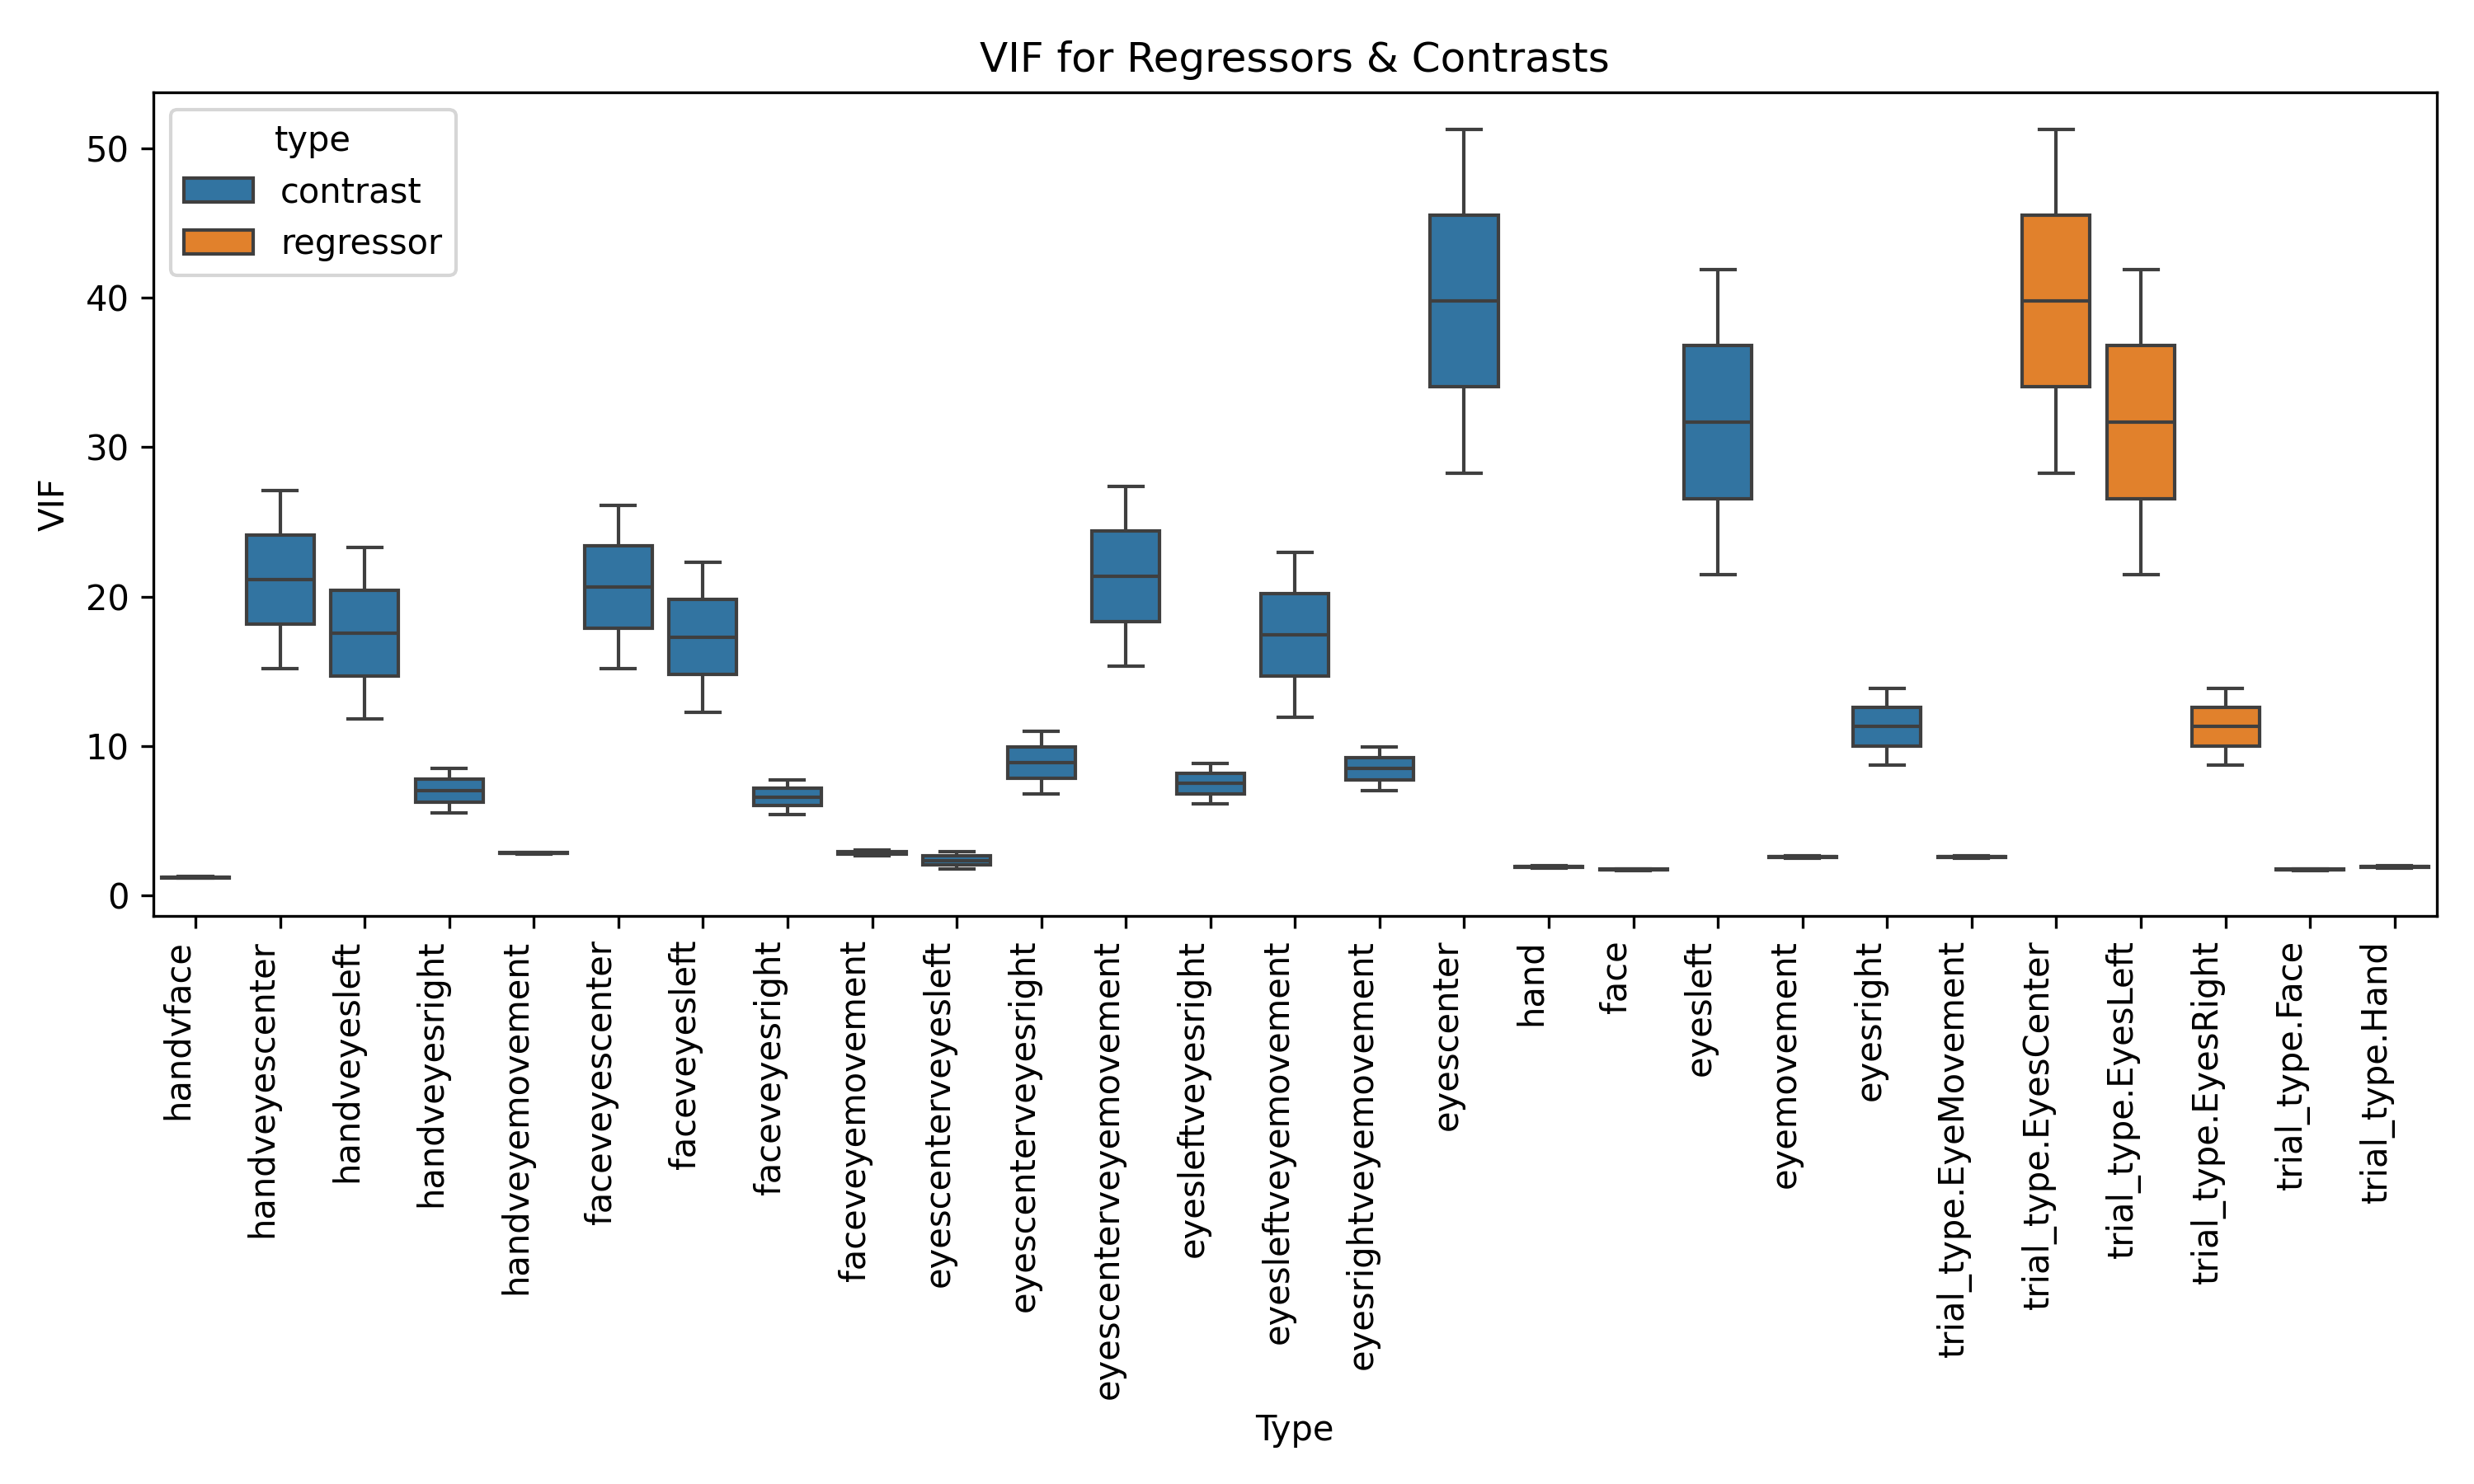 VIF for Regressors & Contrasts
type
contrast
regressor
VIF
50
40
30
20
10
0
handvface
handveyescenter
handveyesleft
handveyesright
handveyemovement
faceveyescenter
faceveyesleft
faceveyesright
faceveyemovement
eyescenterveyesleft
eyescenterveyesright
eyescenterveyemovement
eyesleftveyesright
eyesleftveyemovement
eyesrightveyemovement
eyescenter
hand
face
eyesleft
eyemovement
eyesright
trial_type.EyeMovement
trial_type.EyesCenter
trial_type.EyesLeft
trial_type.EyesRight
trial_type.Face
trial_type.Hand
Type